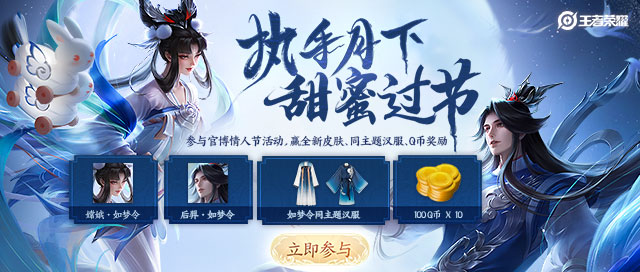 王者荣耀
执手月下
甜蜜过节
参与官博情人节活动，赢全新皮肤、同主题汉服、Q币奖励
嫦娥·如梦令
后羿·如梦令
如梦令同主题汉服
100Q币 X 10
立即参与